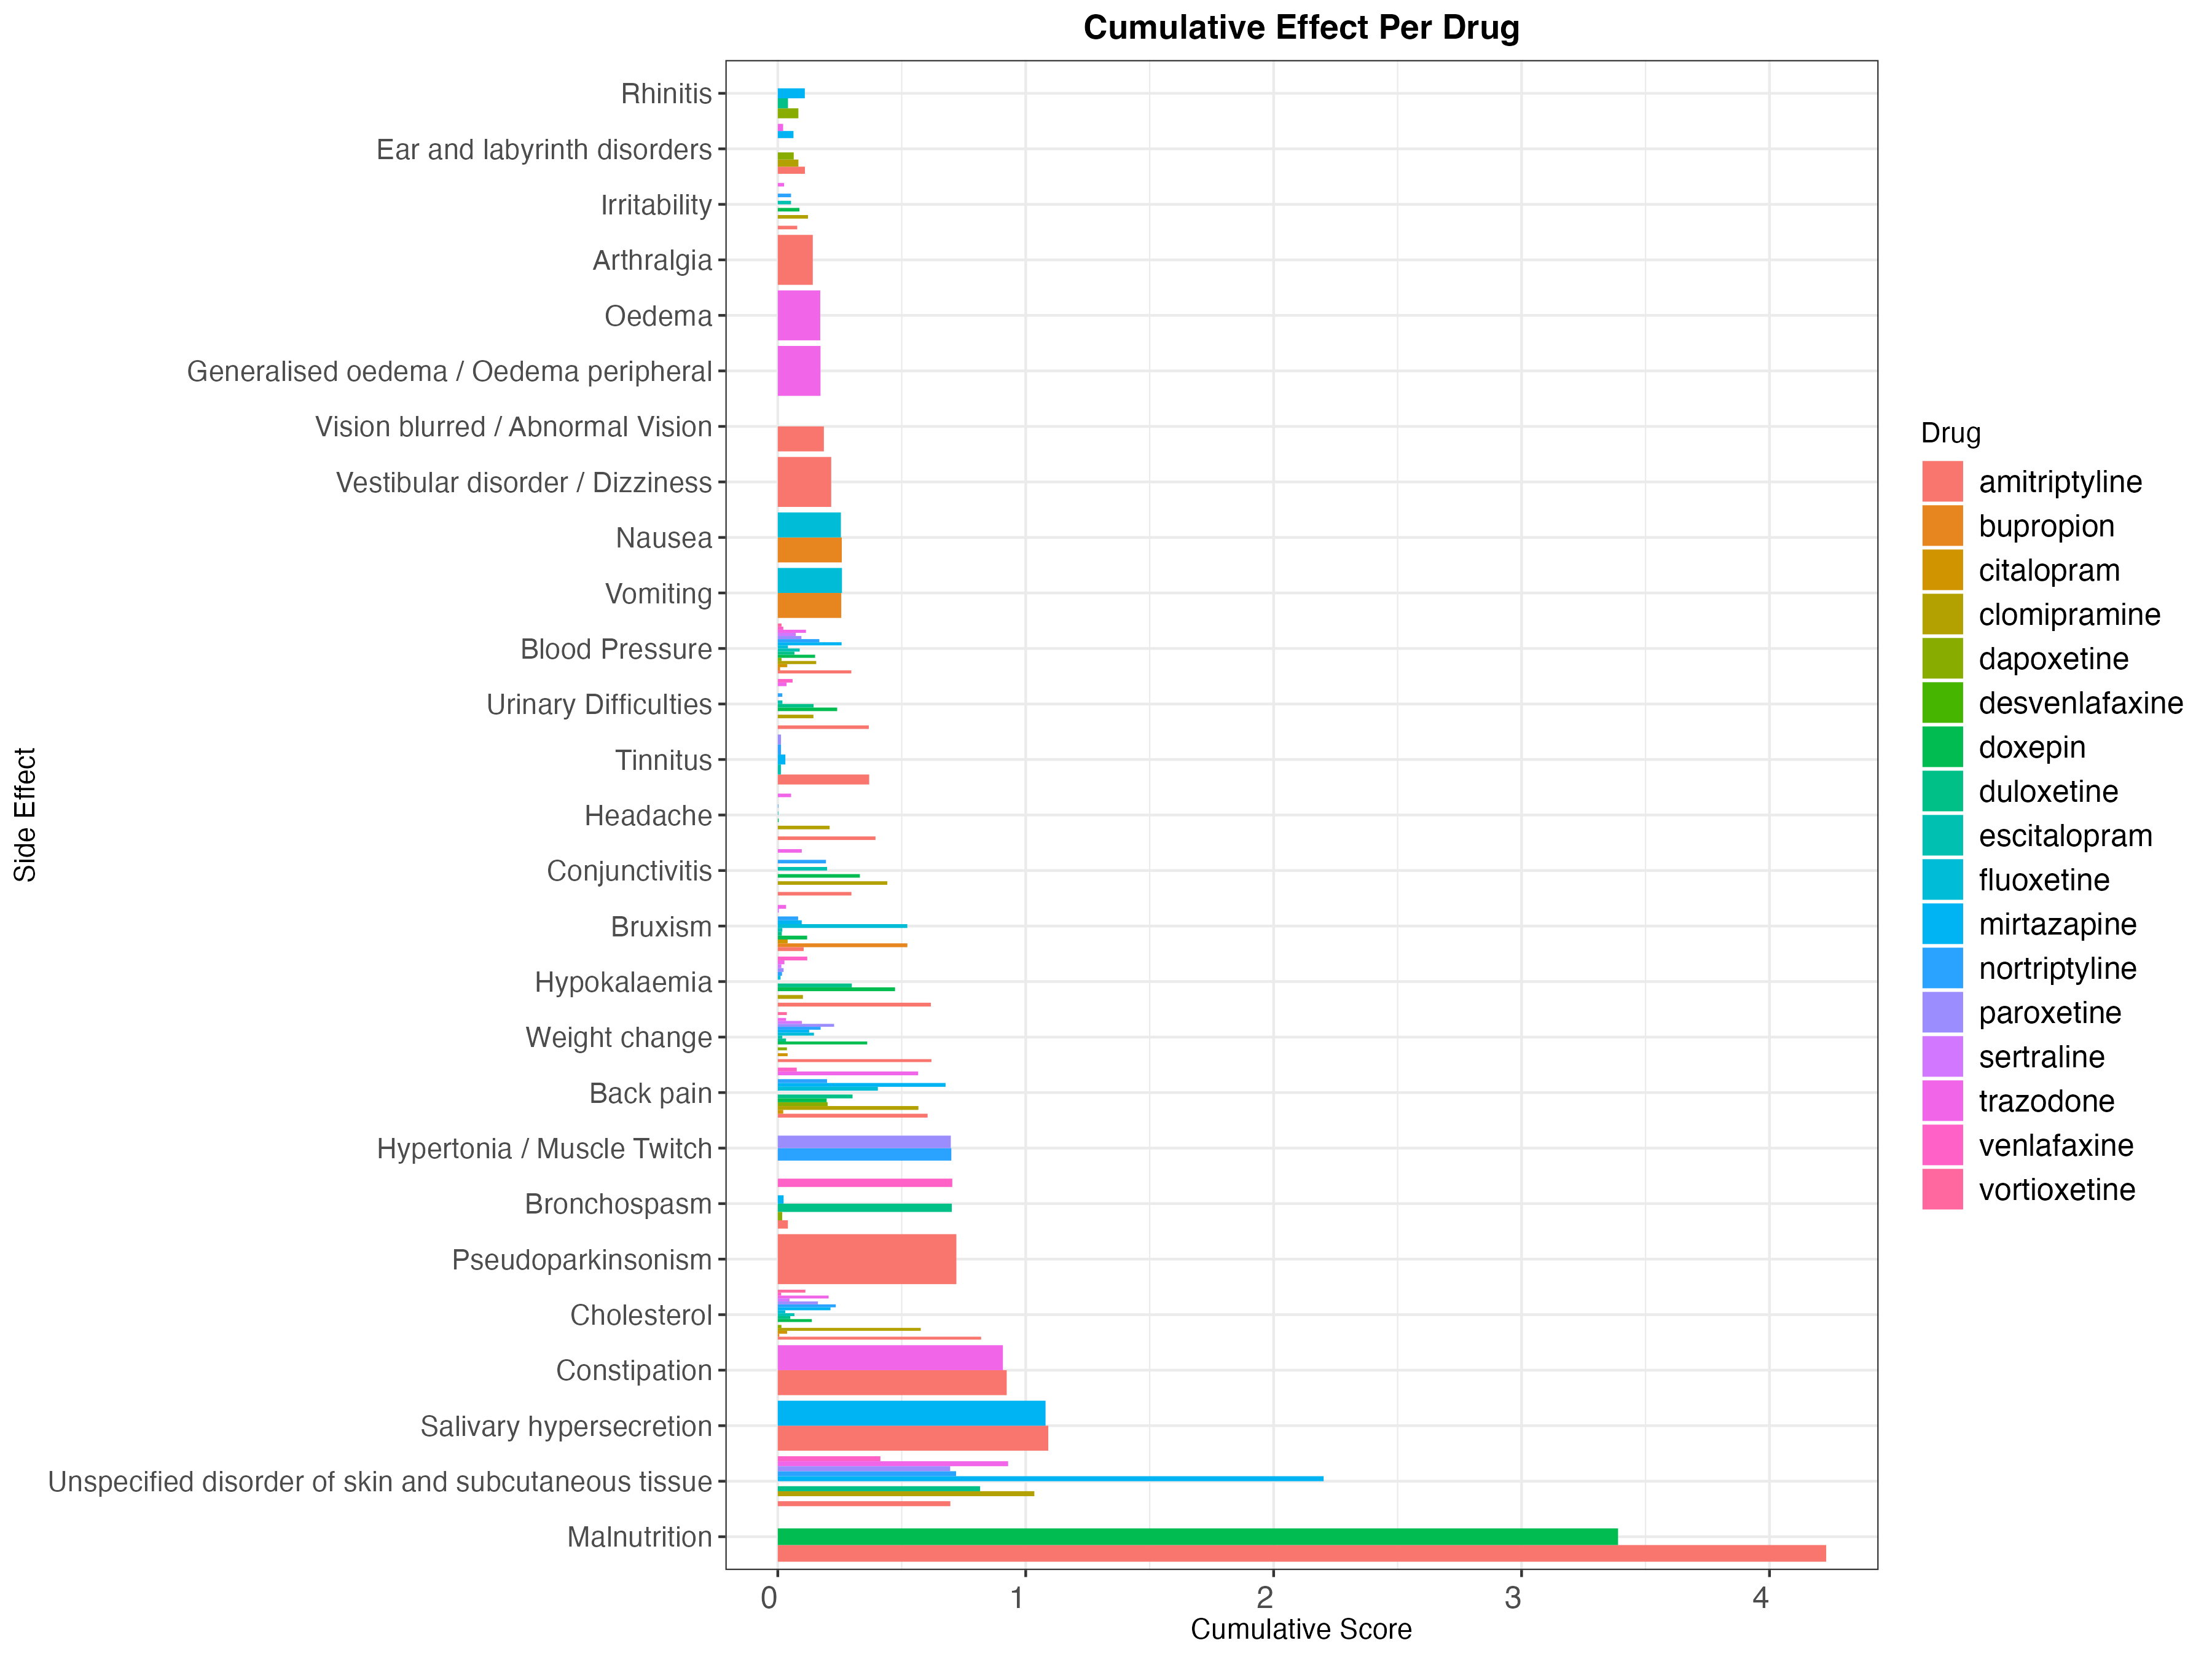 Cumulative Effect Per Drug
Side Effect
Rhinitis
Ear and labyrinth disorders
Irritability
Arthralgia
Oedema
Generalised oedema / Oedema peripheral
Vision blurred / Abnormal Vision
Vestibular disorder / Dizziness
Nausea
Vomiting
Blood Pressure
Urinary Difficulties
Tinnitus
Headache
Conjunctivitis
Bruxism
Hypokalaemia
Weight change
Back pain
Hypertonia / Muscle Twitch
Bronchospasm
Pseudoparkinsonism
Cholesterol
Constipation
Salivary hypersecretion
Unspecified disorder of skin and subcutaneous tissue
Malnutrition
0 1 2 3 4
Cumulative Score
Drug
amitriptyline
bupropion
citalopram
clomipramine
dapoxetine
desvenlafaxine
doxepin
duloxetine
escitalopram
fluoxetine
mirtazapine
nortriptyline
paroxetine
sertraline
trazodone
venlafaxine
vortioxetine